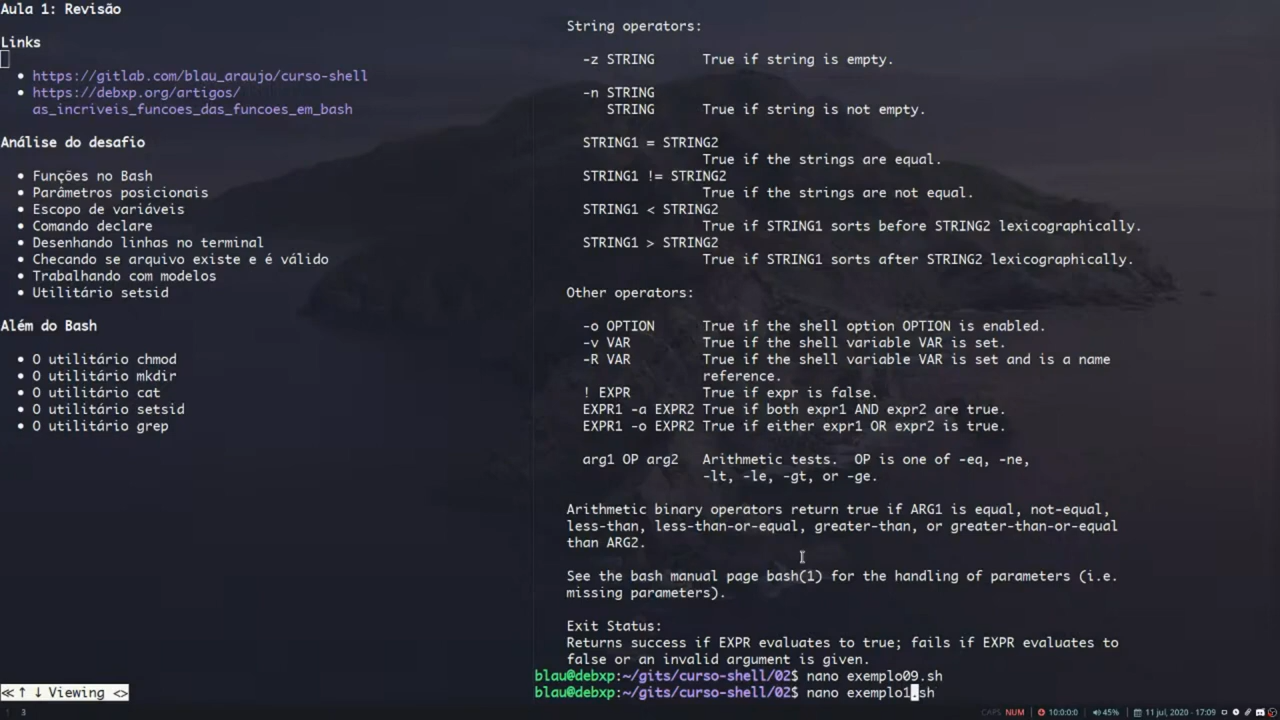 Aula 1: Revisão
Links
• https://gitlab.com/blau_araujo/curso-shell
• https://debxp.org/artigos/
as_incriveis_funcoes_das_funcoes_em_bash
Análise do desafio
• Funções no Bash
• Parâmetros posicionais
• Escopo de variáveis
• Comando declare
• Desenhando linhas no terminal
• Checando se arquivo existe e é válido
• Trabalhando com modelos
• Utilitário setsid
Além do Bash
• O utilitário chmod
• O utilitário mkdir
• O utilitário cat
• O utilitário setsid
• O utilitário grep
≪↑ ↓ Viewing <>
String operators:
-z STRING True if string is empty.
-n STRING
STRING True if string is not empty.
STRING1 = STRING2
True if the strings are equal.
STRING1 != STRING2
True if the strings are not equal.
STRING1 < STRING2
True if STRING1 sorts before STRING2 lexicographically.
STRING1 > STRING2
True if STRING1 sorts after STRING2 lexicographically.
Other operators:
-o OPTION True if the shell option OPTION is enabled.
-v VAR True if the shell variable VAR is set.
-R VAR True if the shell variable VAR is set and is a name
reference.
! EXPR True if expr is false.
EXPR1 -a EXPR2 True if both expr1 AND expr2 are true.
EXPR1 -o EXPR2 True if either expr1 OR expr2 is true.
arg1 OP arg2 Arithmetic tests. OP is one of -eq, -ne,
-lt, -le, -gt, or -ge.
Arithmetic binary operators return true if ARG1 is equal, not-equal,
less-than, less-than-or-equal, greater-than, or greater-than-or-equal
than ARG2.
See the bash manual page bash(1) for the handling of parameters (i.e.
missing parameters).
Exit Status:
Returns success if EXPR evaluates to true; fails if EXPR evaluates to
false or an invalid argument is given.
blau@debxp:~/gits/curso-shell/02$ nano exemplo09.sh
blau@debxp:~/gits/curso-shell/02$ nano exemplo1.sh
1 3
CAPS NUM 10:0:0:0 45% 11 jul, 2020 - 17:09